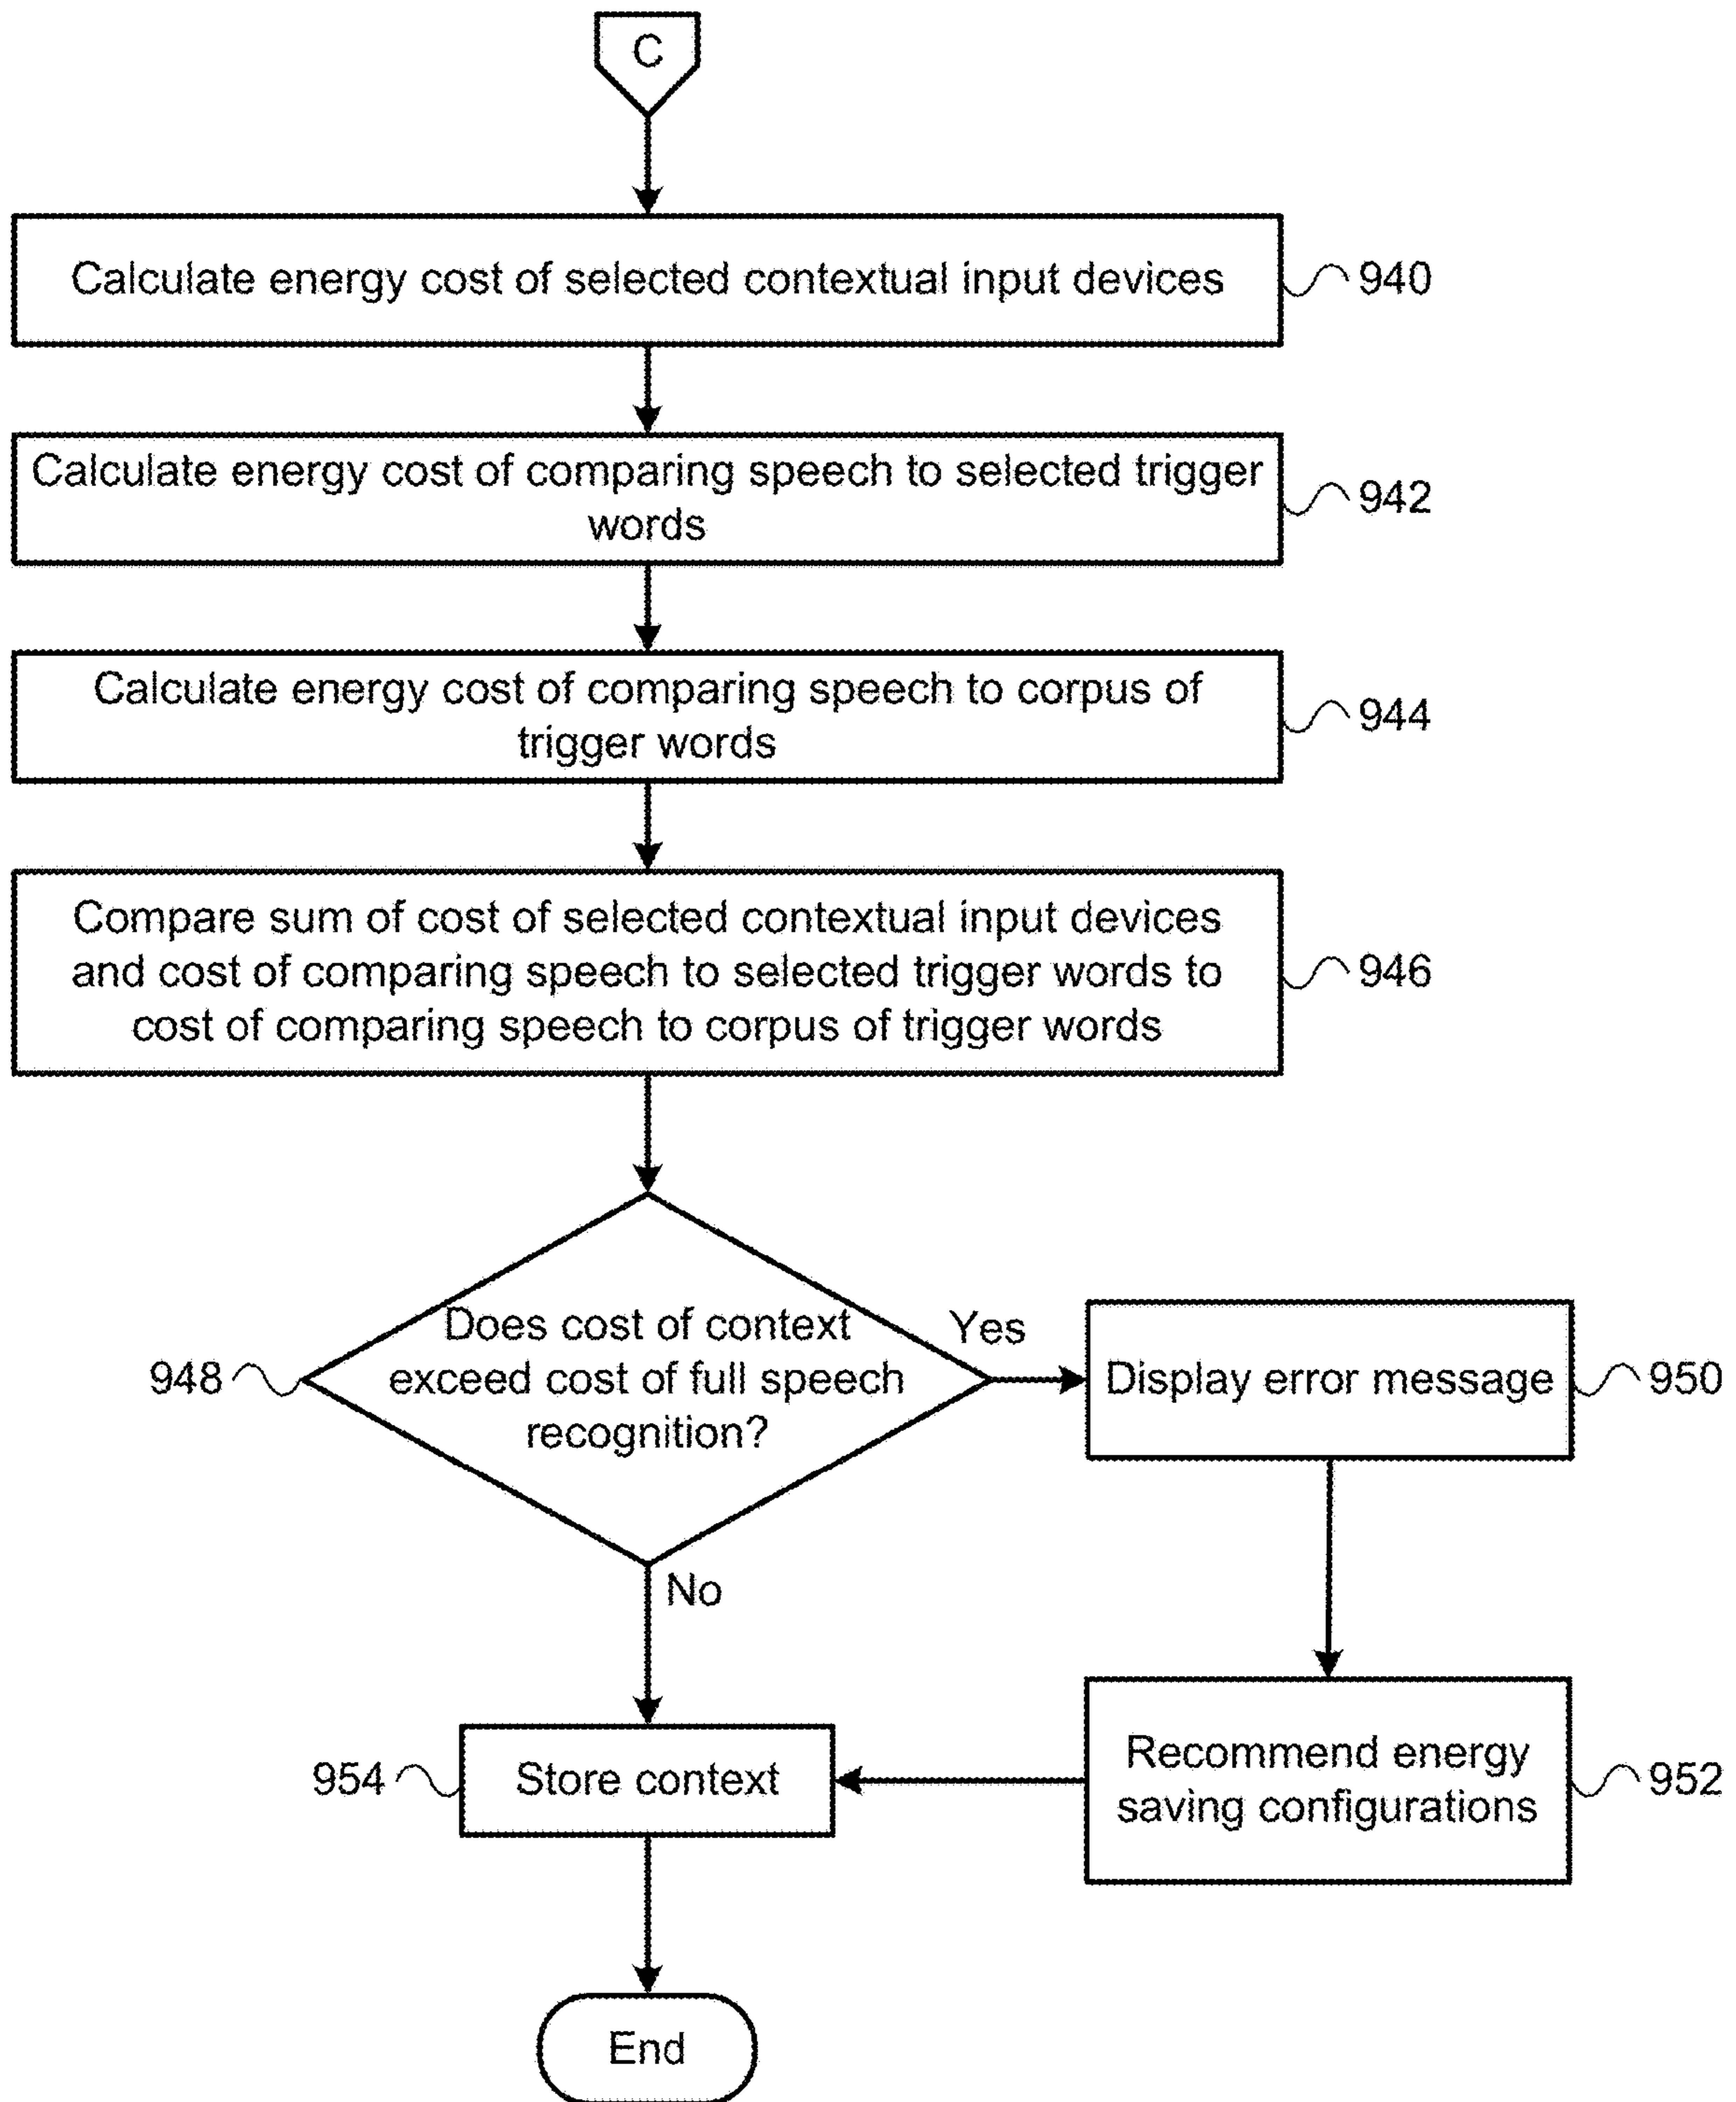 C
Calculate energy cost of selected contextual input devices
940
Calculate energy cost of comparing speech to selected trigger
words
942
Calculate energy cost of comparing speech to corpus of
trigger words
944
Compare sum of cost of selected contextual input devices
and cost of comparing speech to selected trigger words to
cost of comparing speech to corpus of trigger words
946
Does cost of context
exceed cost of full speech
recognition?
948
Yes
Display error message
950
No
Recommend energy
saving configurations
952
Store context
954
End